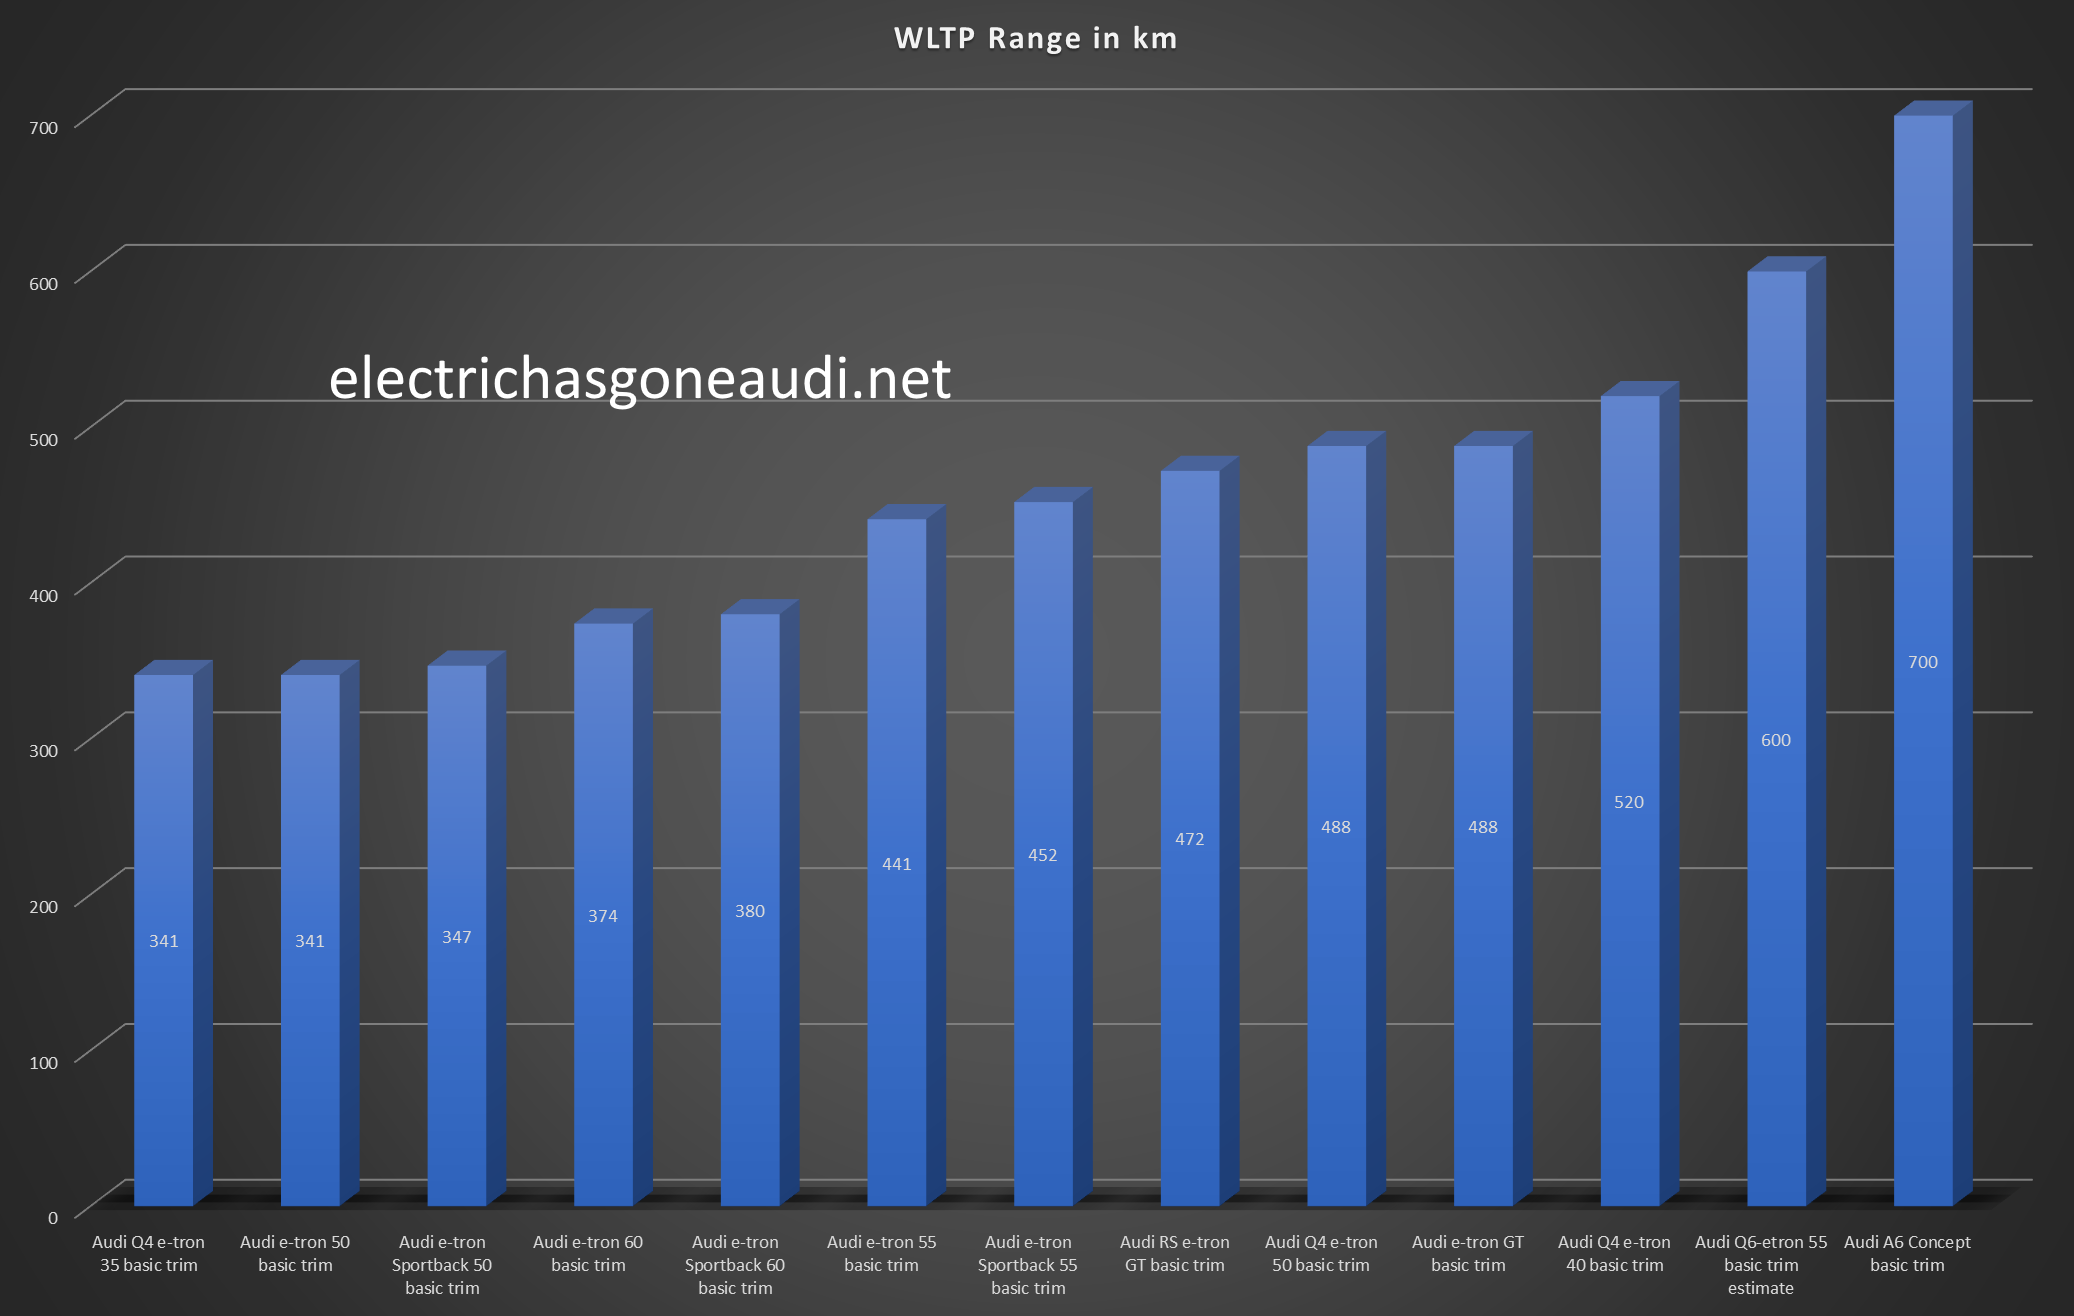 WLTP Range in km
700
600
500
400
300
200
100
0
electrichasgoneaudi.net
341
341
347
374
380
441
452
472
488
488
520
600
700
Audi Q4 e-tron
35 basic trim
Audi e-tron 50
basic trim
Audi e-tron
Sportback 50
basic trim
Audi e-tron 60
basic trim
Audi e-tron
Sportback 60
basic trim
Audi e-tron 55
basic trim
Audi e-tron
Sportback 55
basic trim
Audi RS e-tron
GT basic trim
Audi Q4 e-tron
50 basic trim
Audi e-tron GT
basic trim
Audi Q4 e-tron
40 basic trim
Audi Q6-etron 55
basic trim
estimate
Audi A6 Concept
basic trim